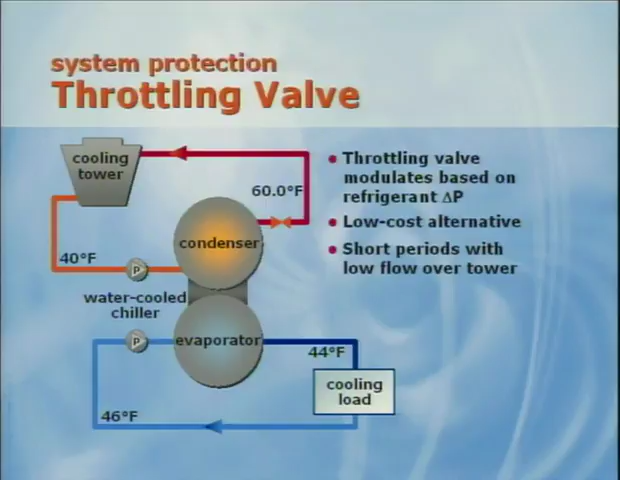 system protection
Throttling Valve
cooling
tower
60.0°F
condenser
40°F
P
water-cooled
chiller
P
evaporator
44°F
cooling
load
46°F
• Throttling valve
modulates based on
refrigerant ΔP
• Low-cost alternative
• Short periods with
low flow over tower